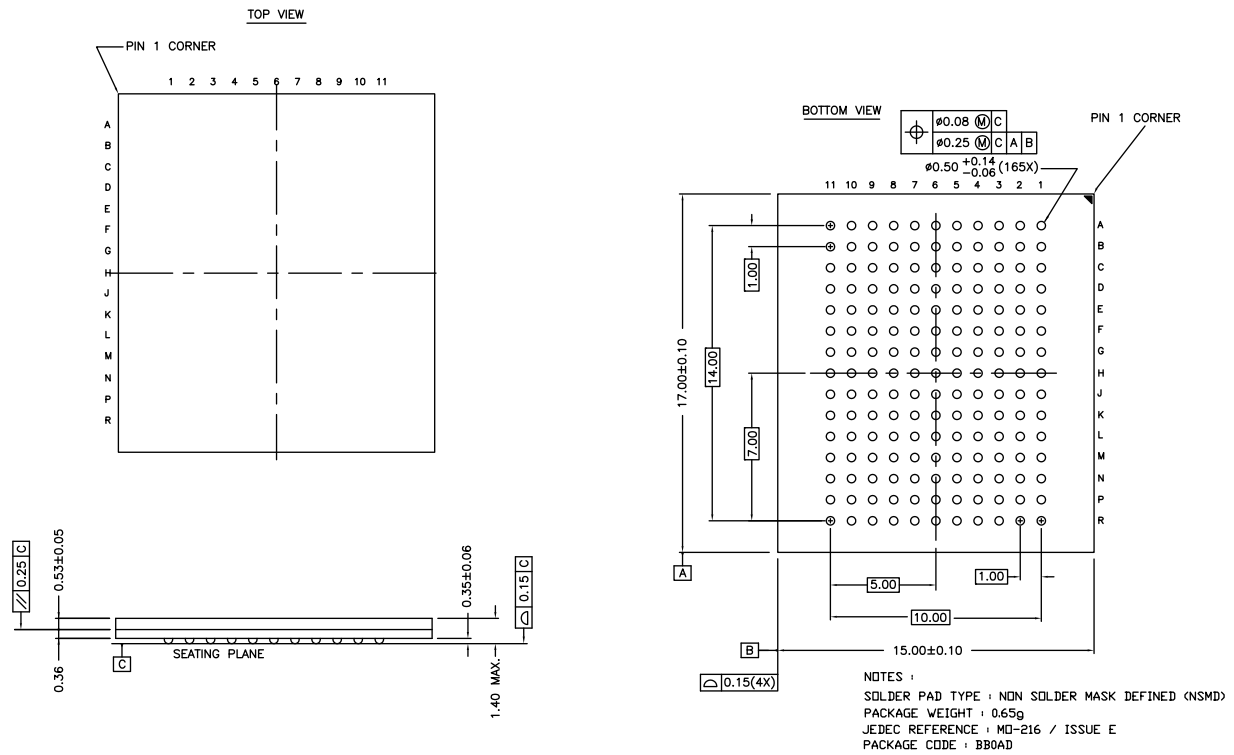 TOP VIEW
PIN 1 CORNER
1 2 3 4 5 6 7 8 9 10 11
A
B
C
D
E
F
G
H
J
K
L
M
N
P
R
// 0.25 C
0.53±0.05
0.36
C
SEATING PLANE
0.35±0.06
1.40 MAX.
0.15 C
BOTTOM VIEW
ø0.08 Ⓜ C
ø0.25 Ⓜ C A B
ø0.50 +0.14 -0.06 (165X)
PIN 1 CORNER
11 10 9 8 7 6 5 4 3 2 1
A
B
C
D
E
F
G
H
J
K
L
M
N
P
R
1.00
17.00±0.10
14.00
7.00
A
5.00
1.00
10.00
B
15.00±0.10
0.15(4X)
NOTES :
SOLDER PAD TYPE : NON SOLDER MASK DEFINED (NSMD)
PACKAGE WEIGHT : 0.65g
JEDEC REFERENCE : MO-216 / ISSUE E
PACKAGE CODE : BB0AD